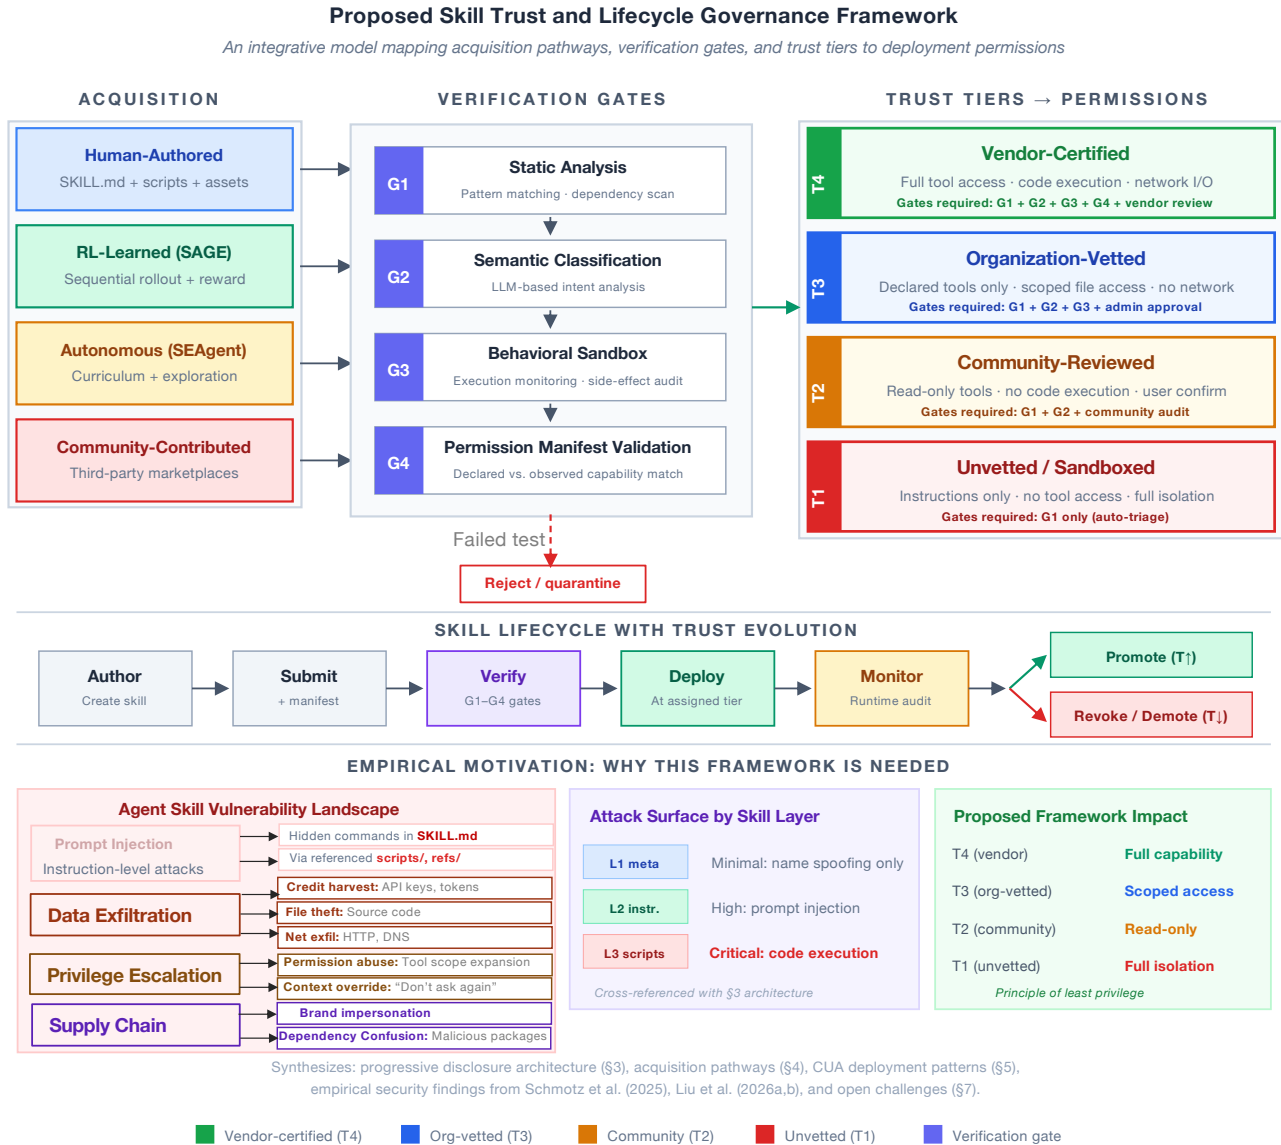 Proposed Skill Trust and Lifecycle Governance Framework
An integrative model mapping acquisition pathways, verification gates, and trust tiers to deployment permissions
ACQUISITION
Human-Authored
SKILL.md + scripts + assets
RL-Learned (SAGE)
Sequential rollout + reward
Autonomous (SEAgent)
Curriculum + exploration
Community-Contributed
Third-party marketplaces
VERIFICATION GATES
G1
Static Analysis
Pattern matching · dependency scan
G2
Semantic Classification
LLM-based intent analysis
G3
Behavioral Sandbox
Execution monitoring · side-effect audit
G4
Permission Manifest Validation
Declared vs. observed capability match
Failed test
Reject / quarantine
TRUST TIERS → PERMISSIONS
T4
Vendor-Certified
Full tool access · code execution · network I/O
Gates required: G1 + G2 + G3 + G4 + vendor review
T3
Organization-Vetted
Declared tools only · scoped file access · no network
Gates required: G1 + G2 + G3 + admin approval
T2
Community-Reviewed
Read-only tools · no code execution · user confirm
Gates required: G1 + G2 + community audit
T1
Unvetted / Sandboxed
Instructions only · no tool access · full isolation
Gates required: G1 only (auto-triage)
SKILL LIFECYCLE WITH TRUST EVOLUTION
Author
Create skill
Submit
+ manifest
Verify
G1–G4 gates
Deploy
At assigned tier
Monitor
Runtime audit
Promote (T↑)
Revoke / Demote (T↓)
EMPIRICAL MOTIVATION: WHY THIS FRAMEWORK IS NEEDED
Agent Skill Vulnerability Landscape
Prompt Injection
Instruction-level attacks
Hidden commands in SKILL.md
Via referenced scripts/, refs/
Data Exfiltration
Credit harvest: API keys, tokens
File theft: Source code
Net exfil: HTTP, DNS
Privilege Escalation
Permission abuse: Tool scope expansion
Context override: “Don't ask again”
Supply Chain
Brand impersonation
Dependency Confusion: Malicious packages
Attack Surface by Skill Layer
L1 meta
Minimal: name spoofing only
L2 instr.
High: prompt injection
L3 scripts
Critical: code execution
Cross-referenced with §3 architecture
Proposed Framework Impact
T4 (vendor) Full capability
T3 (org-vetted) Scoped access
T2 (community) Read-only
T1 (unvetted) Full isolation
Principle of least privilege
Synthesizes: progressive disclosure architecture (§3), acquisition pathways (§4), CUA deployment patterns (§5),
empirical security findings from Schmotz et al. (2025), Liu et al. (2026a,b), and open challenges (§7).
Vendor-certified (T4)
Org-vetted (T3)
Community (T2)
Unvetted (T1)
Verification gate